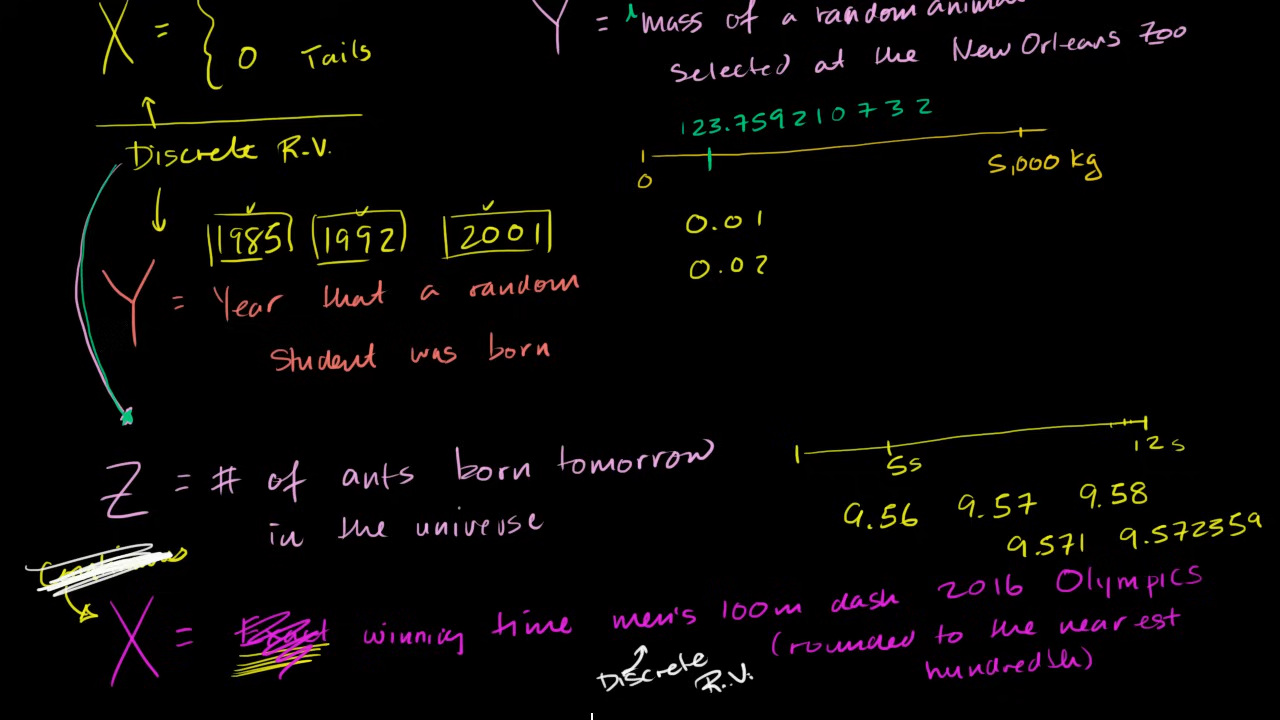 X = { 0 Tails
Y = mass of a random animal
selected at the New Orleans Zoo
123.759210732
0 5,000 kg
Discrete R.V.
0.01
0.02
1985 1992 2001
Y = Year that a random
student was born
Z = # of ants born tomorrow
in the universe
5s 12s
9.56 9.57 9.58
9.571 9.572359
X = winning time men's 100m dash 2016 Olympics
(rounded to the nearest
hundredth)
Discrete
R.V.